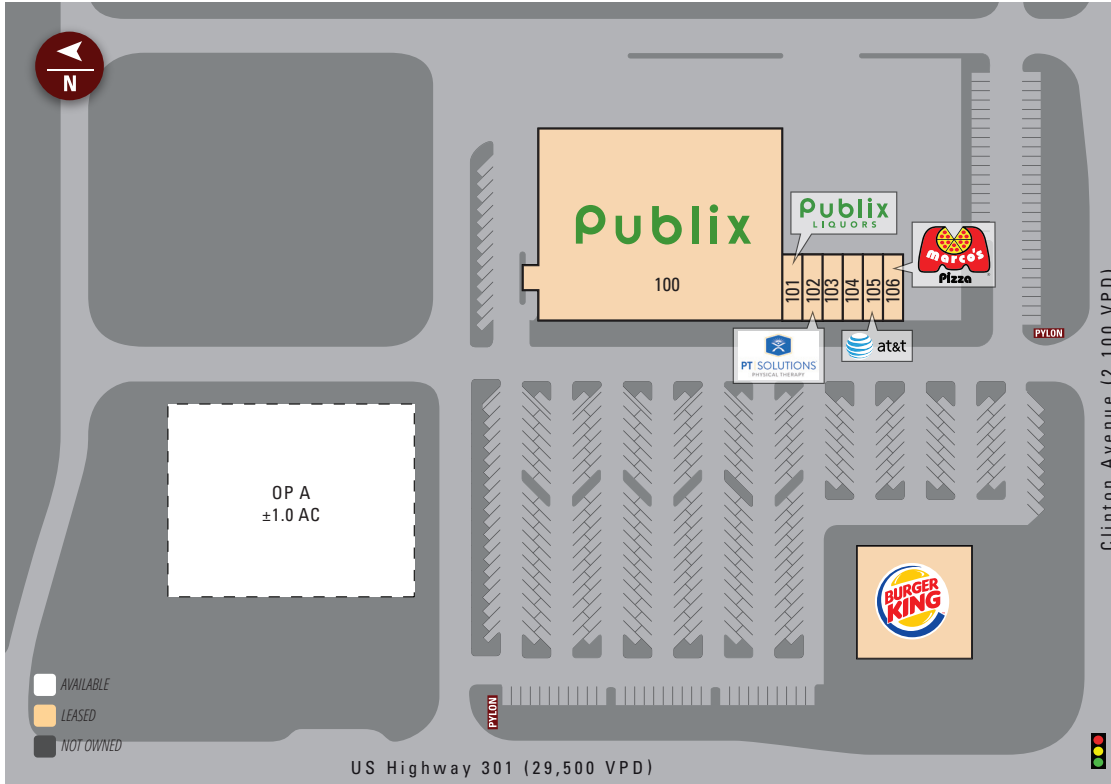 N
Publix
100
Publix
LIQUORS
marco's
Pizza
101
102
103
104
105
106
PT SOLUTIONS
PHYSICAL THERAPY
at&t
PYLON
Clinton Avenue (2,100 VPD)
OP A
±1.0 AC
BURGER
KING
AVAILABLE
LEASED
NOT OWNED
PYLON
US Highway 301 (29,500 VPD)